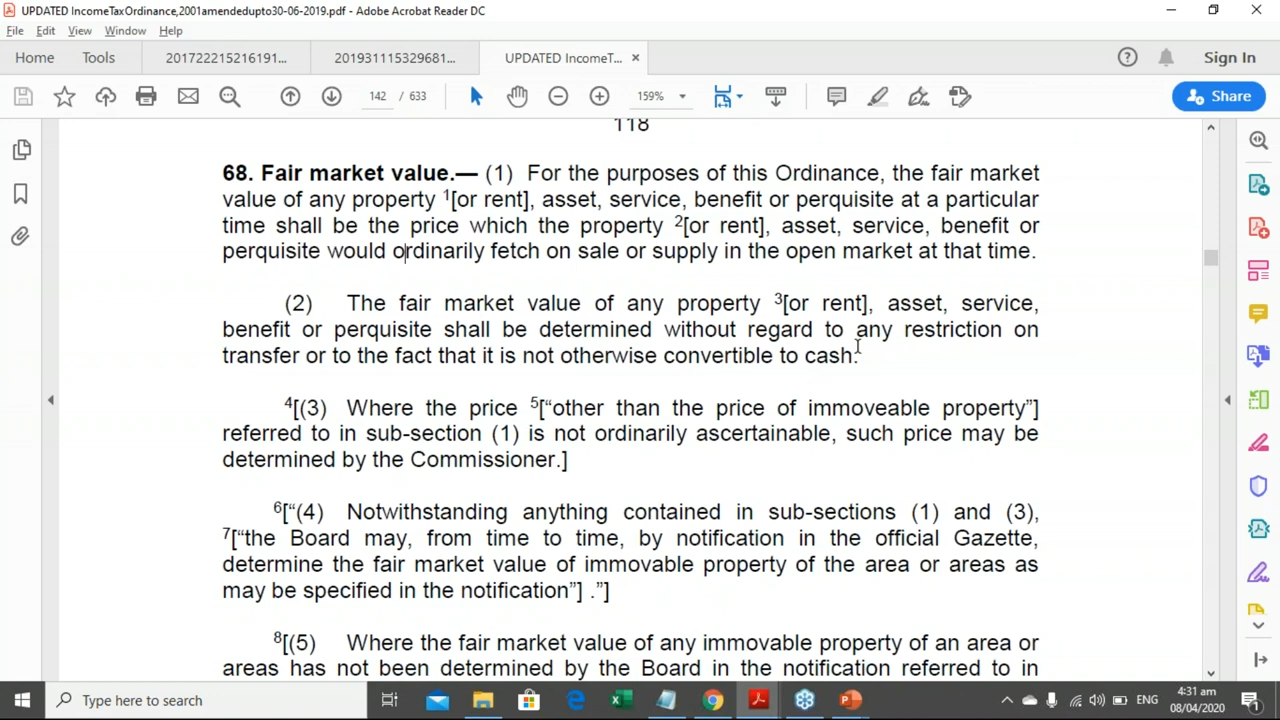 UPDATED IncomeTaxOrdinance,2001amendedupto30-06-2019.pdf - Adobe Acrobat Reader DC
File Edit View Window Help
Home Tools 201722215216191... 201931115329681... UPDATED IncomeT... × Sign In
142 / 633 159% Share
118
68. Fair market value.— (1) For the purposes of this Ordinance, the fair market
value of any property 1[or rent], asset, service, benefit or perquisite at a particular
time shall be the price which the property 2[or rent], asset, service, benefit or
perquisite would ordinarily fetch on sale or supply in the open market at that time.
(2) The fair market value of any property 3[or rent], asset, service,
benefit or perquisite shall be determined without regard to any restriction on
transfer or to the fact that it is not otherwise convertible to cash.
4[(3) Where the price 5[“other than the price of immoveable property”]
referred to in sub-section (1) is not ordinarily ascertainable, such price may be
determined by the Commissioner.]
6[“(4) Notwithstanding anything contained in sub-sections (1) and (3),
7[“the Board may, from time to time, by notification in the official Gazette,
determine the fair market value of immovable property of the area or areas as
may be specified in the notification”] .”]
8[(5) Where the fair market value of any immovable property of an area or
areas has not been determined by the Board in the notification referred to in
Type here to search
ENG
4:31 am
08/04/2020